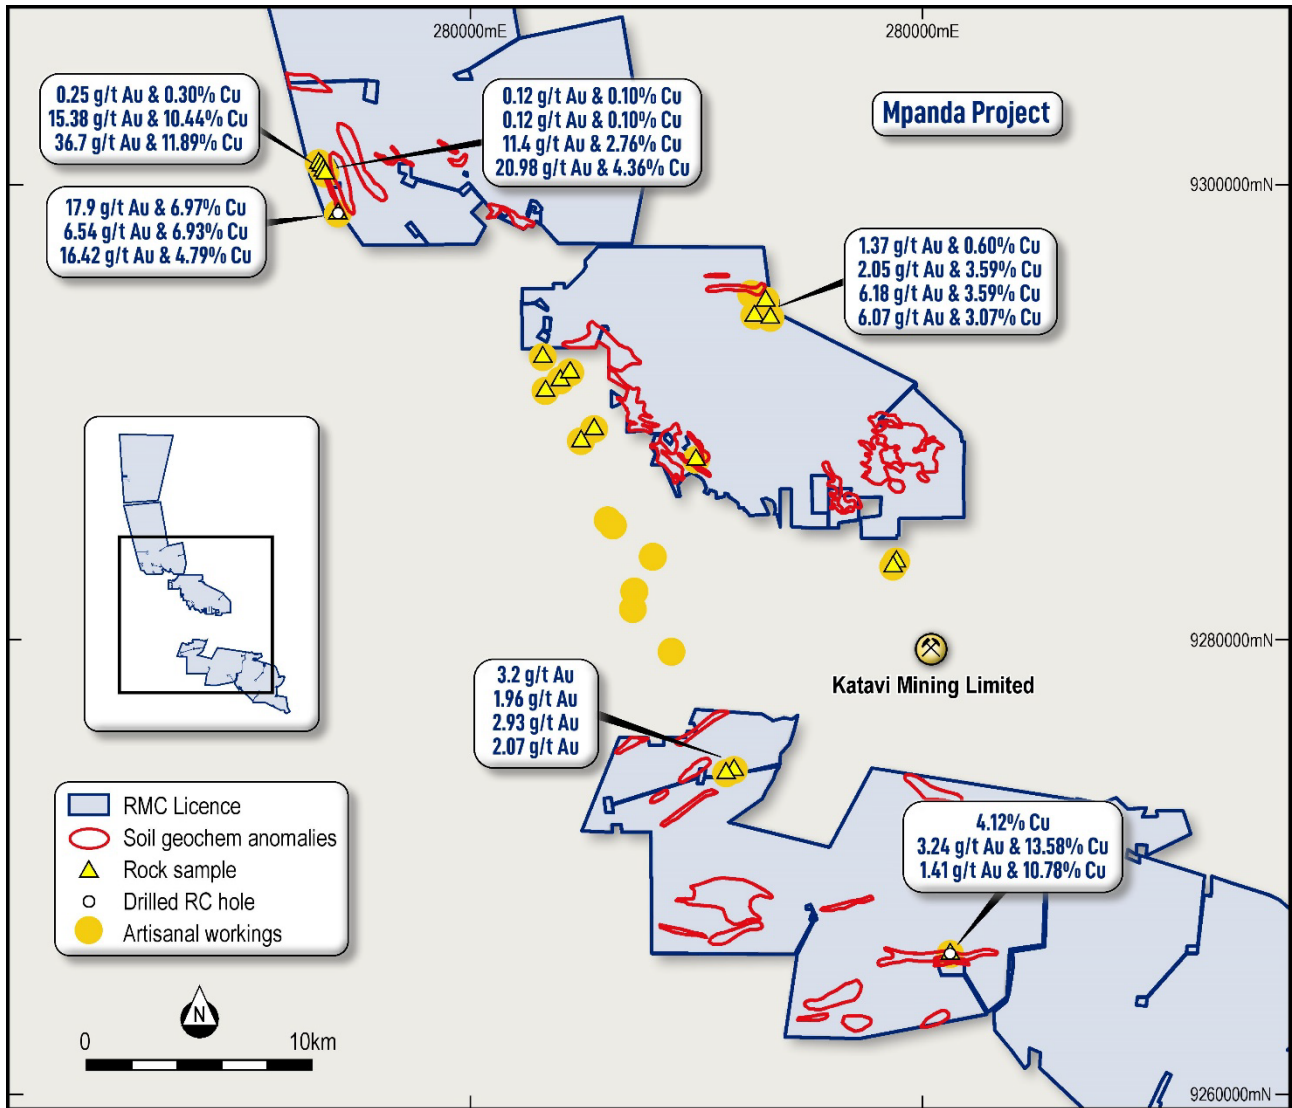 280000mE
280000mE
0.25 g/t Au & 0.30% Cu
15.38 g/t Au & 10.44% Cu
36.7 g/t Au & 11.89% Cu
0.12 g/t Au & 0.10% Cu
0.12 g/t Au & 0.10% Cu
11.4 g/t Au & 2.76% Cu
20.98 g/t Au & 4.36% Cu
Mpanda Project
9300000mN
17.9 g/t Au & 6.97% Cu
6.54 g/t Au & 6.93% Cu
16.42 g/t Au & 4.79% Cu
1.37 g/t Au & 0.60% Cu
2.05 g/t Au & 3.59% Cu
6.18 g/t Au & 3.59% Cu
6.07 g/t Au & 3.07% Cu
9280000mN
Katavi Mining Limited
3.2 g/t Au
1.96 g/t Au
2.93 g/t Au
2.07 g/t Au
RMC Licence
Soil geochem anomalies
Rock sample
Drilled RC hole
Artisanal workings
4.12% Cu
3.24 g/t Au & 13.58% Cu
1.41 g/t Au & 10.78% Cu
N
0 10km
9260000mN